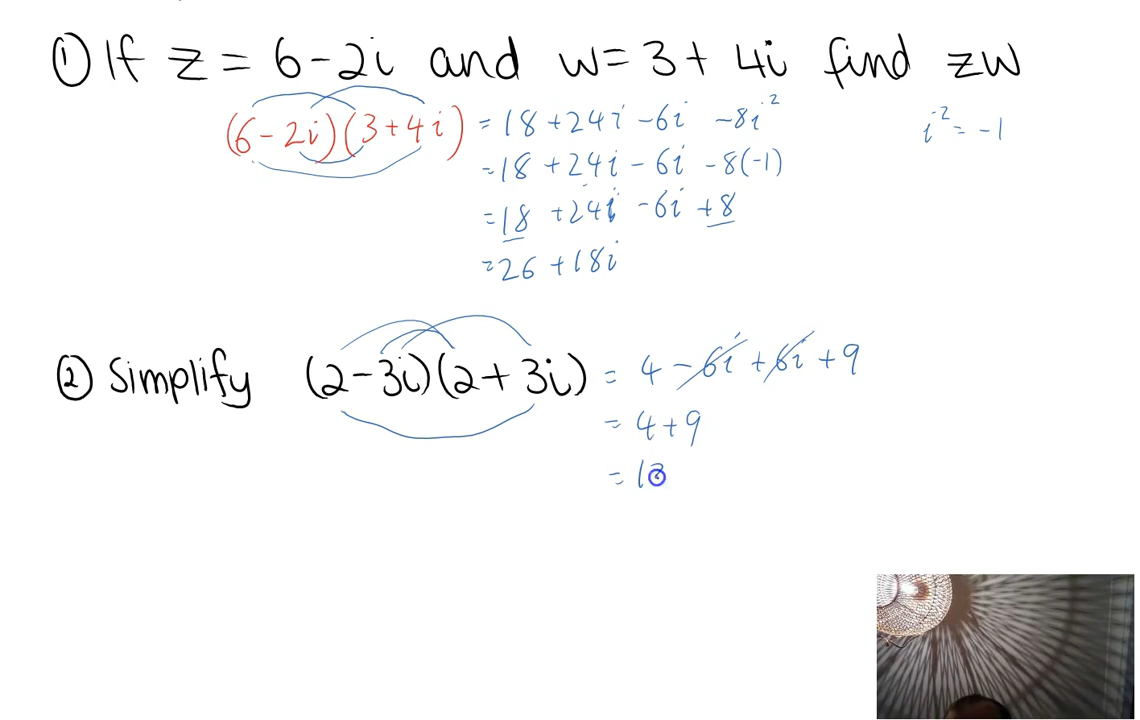 ① If z = 6-2i and w = 3 + 4i find zw
(6-2i)(3+4i) = 18 + 24i - 6i - 8i² i² = -1
= 18 + 24i - 6i - 8(-1)
= 18 + 24i - 6i + 8
= 26 + 18i
② Simplify (2-3i)(2+3i) = 4 - 6i + 6i + 9
= 4 + 9
= 13